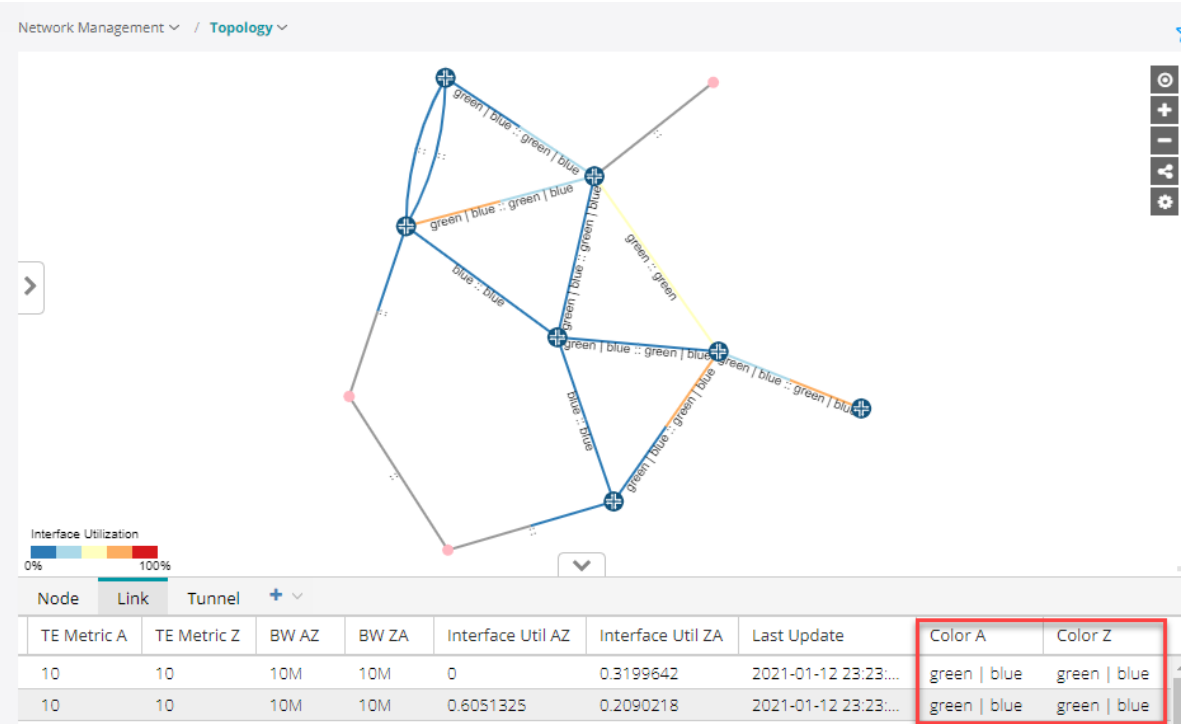 Network Management / Topology
green | blue :: green | blue
::
:: ::
green | blue :: green | blue
green | blue :: green | blue
green :: green
blue :: blue
::
green | blue :: green | blue
green | blue :: green | blue
blue :: blue
green | blue :: green | blue
::
::
Interface Utilization
0% 100%
Node Link Tunnel +
TE Metric A TE Metric Z BW AZ BW ZA Interface Util AZ Interface Util ZA Last Update Color A Color Z
10 10 10M 10M 0 0.3199642 2021-01-12 23:23:... green | blue green | blue
10 10 10M 10M 0.6051325 0.2090218 2021-01-12 23:23:... green | blue green | blue